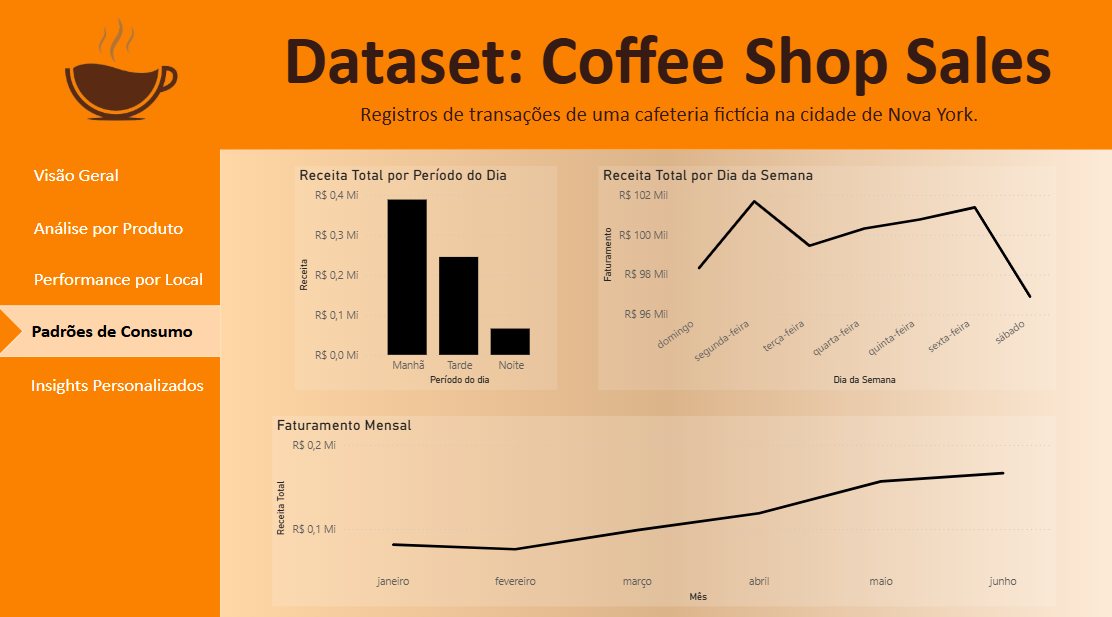 Dataset: Coffee Shop Sales
Registros de transações de uma cafeteria fictícia na cidade de Nova York.
Visão Geral
Análise por Produto
Performance por Local
Padrões de Consumo
Insights Personalizados
Receita Total por Período do Dia
Receita
R$ 0,4 Mi
R$ 0,3 Mi
R$ 0,2 Mi
R$ 0,1 Mi
R$ 0,0 Mi
Manhã Tarde Noite
Período do dia
Receita Total por Dia da Semana
Faturamento
R$ 102 Mil
R$ 100 Mil
R$ 98 Mil
R$ 96 Mil
domingo segunda-feira terça-feira quarta-feira quinta-feira sexta-feira sábado
Dia da Semana
Faturamento Mensal
Receita Total
R$ 0,2 Mi
R$ 0,1 Mi
janeiro fevereiro março abril maio junho
Mês